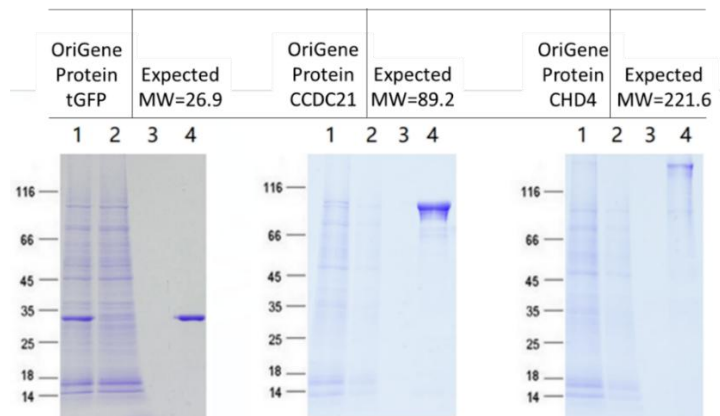 OriGene
Protein
tGFP
Expected
MW=26.9
OriGene
Protein
CCDC21
Expected
MW=89.2
OriGene
Protein
CHD4
Expected
MW=221.6
1 2 3 4
1 2 3 4
1 2 3 4
116
66
45
35
25
18
14
116
66
45
35
25
18
14
116
66
45
35
25
18
14